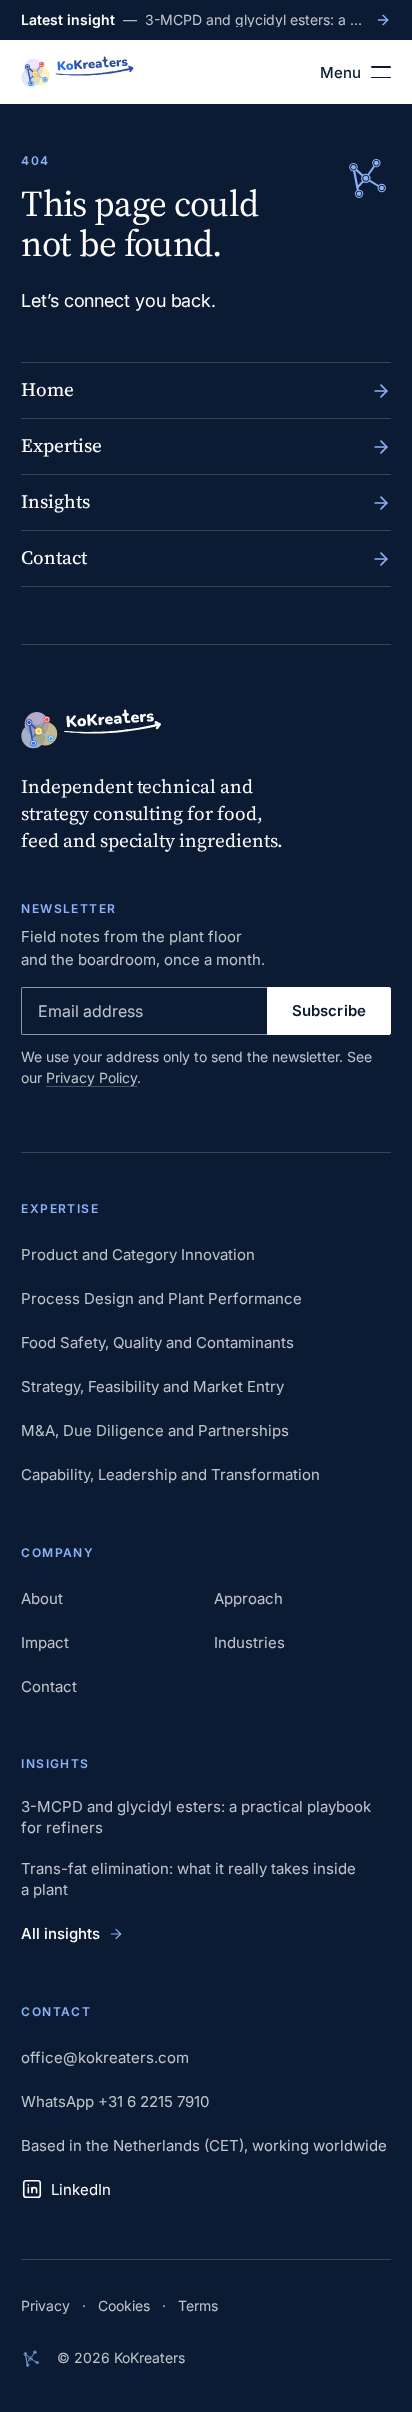 Latest insight — 3-MCPD and glycidyl esters: a ...
KoKreaters
Menu
404
This page could
not be found.
Let’s connect you back.
Home
Expertise
Insights
Contact
KoKreaters
Independent technical and
strategy consulting for food,
feed and specialty ingredients.
NEWSLETTER
Field notes from the plant floor
and the boardroom, once a month.
Email address
Subscribe
We use your address only to send the newsletter. See
our Privacy Policy.
EXPERTISE
Product and Category Innovation
Process Design and Plant Performance
Food Safety, Quality and Contaminants
Strategy, Feasibility and Market Entry
M&A, Due Diligence and Partnerships
Capability, Leadership and Transformation
COMPANY
About
Approach
Impact
Industries
Contact
INSIGHTS
3-MCPD and glycidyl esters: a practical playbook
for refiners
Trans-fat elimination: what it really takes inside
a plant
All insights
CONTACT
office@kokreaters.com
WhatsApp +31 6 2215 7910
Based in the Netherlands (CET), working worldwide
LinkedIn
Privacy · Cookies · Terms
© 2026 KoKreaters